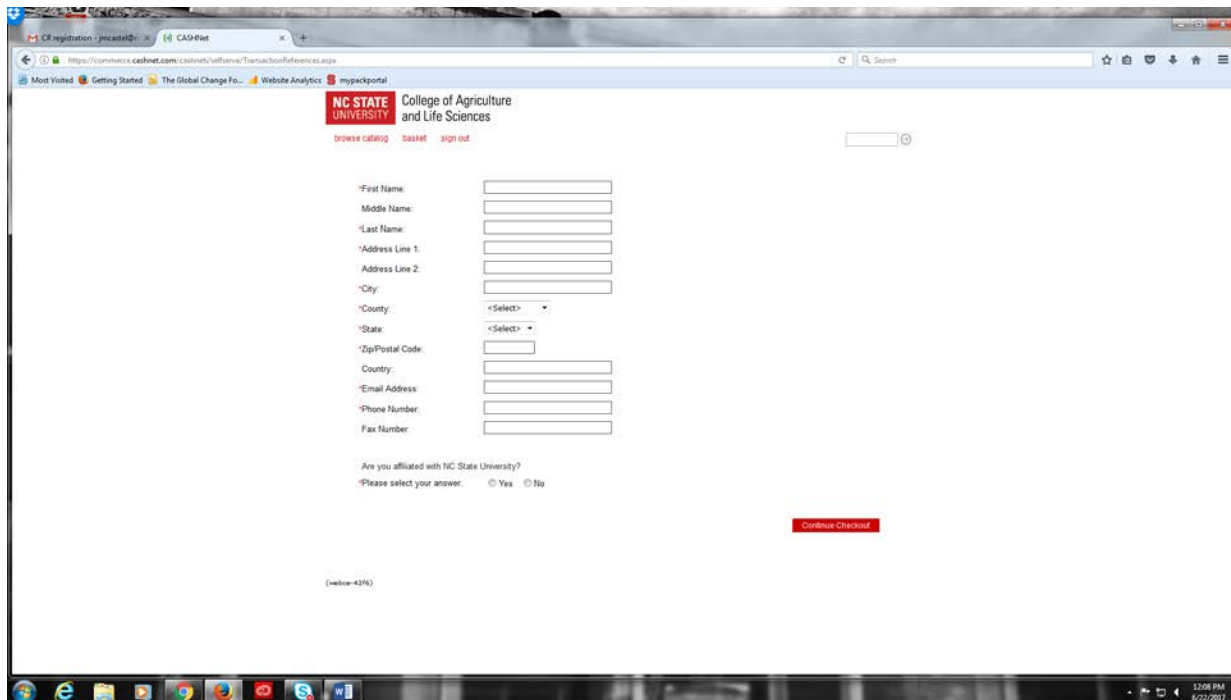 CR registration - jmcastel@n
CASHNet
https://commerce.cashnet.com/cashneti/selfserve/TransactionReferences.aspx
Search
Most Visited Getting Started The Global Change Fo... Website Analytics mypackportal
NC STATE UNIVERSITY
College of Agriculture and Life Sciences
browse catalog basket sign out
*First Name:
Middle Name:
*Last Name:
*Address Line 1:
Address Line 2:
*City:
*County: <Select>
*State: <Select>
*Zip/Postal Code:
Country:
*Email Address:
*Phone Number:
Fax Number:
Are you affiliated with NC State University?
*Please select your answer: Yes No
Continue Checkout
12:08 PM
6/22/2017